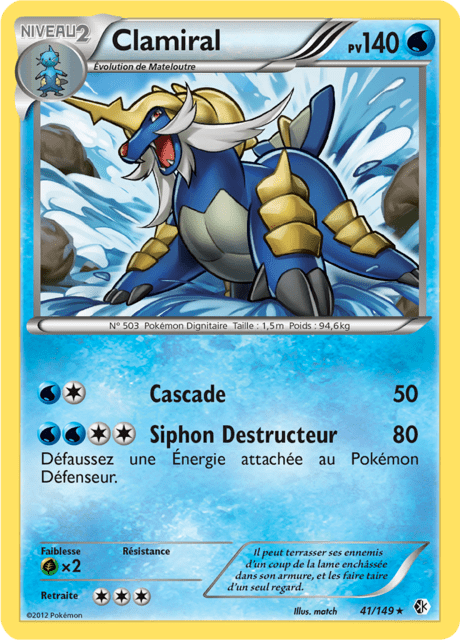 NIVEAU2
Clamiral
PV140
Évolution de Mateloutre
N° 503 Pokémon Dignitaire Taille : 1,5m Poids : 94,6kg
Cascade 50
Siphon Destructeur 80
Défaussez une Énergie attachée au Pokémon
Défenseur.
Faiblesse Résistance
×2
Il peut terrasser ses ennemis
d'un coup de la lame enchâssée
dans son armure, et les faire taire
d'un seul regard.
Retraite
Illus. match 41/149 ★
©2012 Pokémon